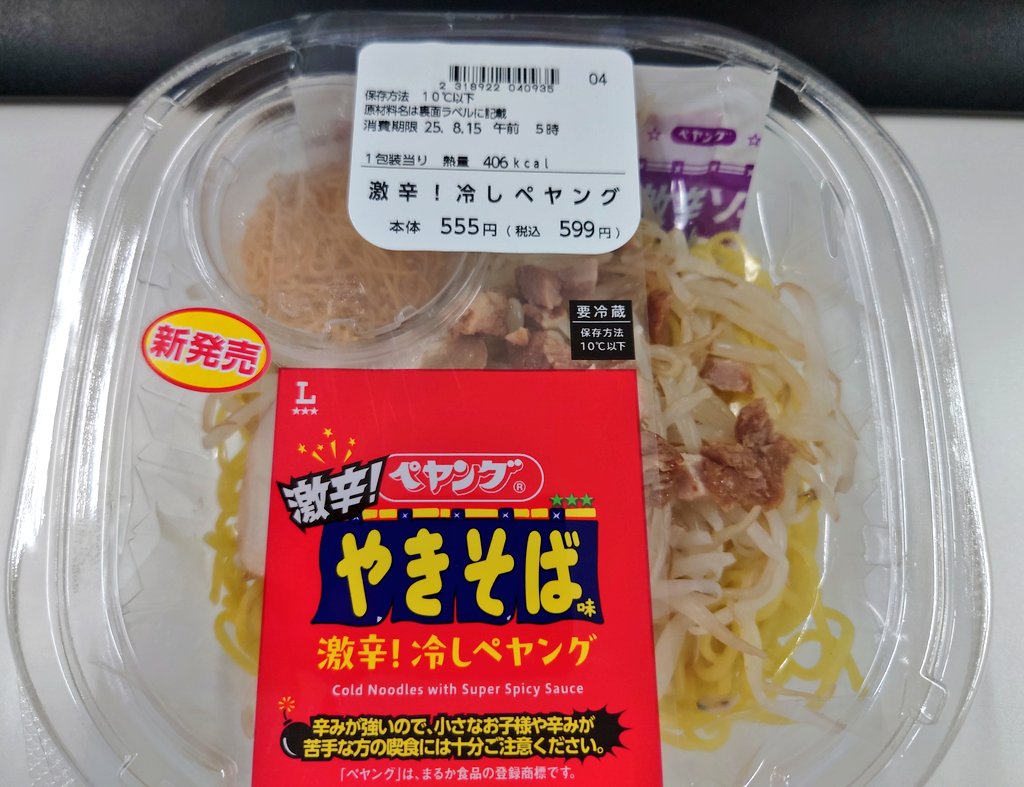 04
2 318922 040935
保存方法 10℃以下
原材料名は裏面ラベルに記載
消費期限 25. 8.15 午前 5時
1包装当り 熱量 406kcal
激辛！冷しペヤング
本体 555円（税込 599円）
ペヤング
激辛ソ
要冷蔵
保存方法
10℃以下
新発売
L
激辛！
ペヤング®
やきそば味
激辛！冷しペヤング
Cold Noodles with Super Spicy Sauce
辛みが強いので、小さなお子様や辛みが
苦手な方の喫食には十分ご注意ください。
「ペヤング」は、まるか食品の登録商標です。